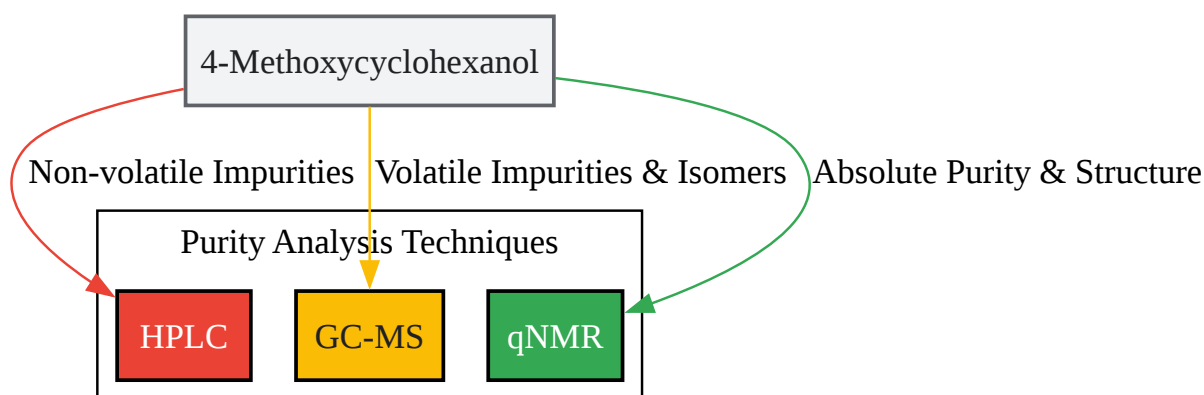 4-Methoxycyclohexanol
Non-volatile Impurities
Volatile Impurities & Isomers
Absolute Purity & Structure
Purity Analysis Techniques
HPLC
GC-MS
qNMR